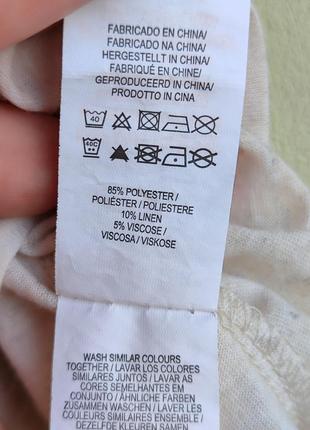 FABRICADO EN CHINA/
FABRICADO NA CHINA/
HERGESTELLT IN CHINA/
FABRIQUÉ EN CHINE/
GEPRODUCEERD IN CHINA/
PRODOTTO IN CINA
40
40C
85% POLYESTER/
POLIÉSTER / POLIESTERE
10% LINEN
5% VISCOSE/
VISCOSA/ VISKOSE
WASH SIMILAR COLOURS
TOGETHER / LAVAR LOS COLORES
SIMILARES JUNTOS / LAVAR AS
CORES SEMELHANTES EM
CONJUNTO / ÄHNLICHE FARBEN
ZUSAMMEN WASCHEN / LAVER LES
COULEURS SIMILAIRES ENSEMBLE /
DEZELFDE KLEUREN SAMEN